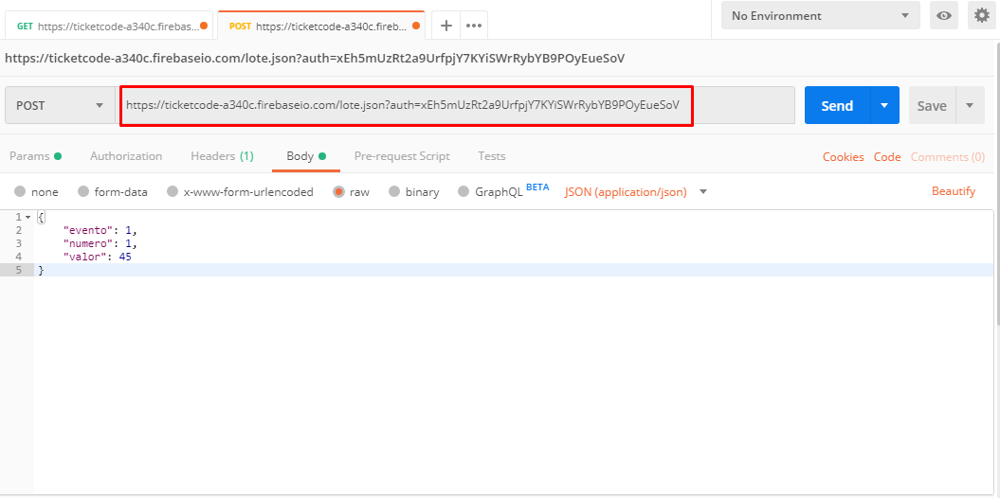 GET https://ticketcode-a340c.firebas... POST https://ticketcode-a340c.fireb... + ••• No Environment
https://ticketcode-a340c.firebaseio.com/lote.json?auth=xEh5mUzRt2a9UrfpjY7KYiSWrRybYB9POyEueSoV
POST https://ticketcode-a340c.firebaseio.com/lote.json?auth=xEh5mUzRt2a9UrfpjY7KYiSWrRybYB9POyEueSoV Send Save
Params Authorization Headers (1) Body Pre-request Script Tests Cookies Code Comments (0)
none form-data x-www-form-urlencoded raw binary GraphQL BETA JSON (application/json) Beautify
1 {
2 "evento": 1,
3 "numero": 1,
4 "valor": 45
5 }